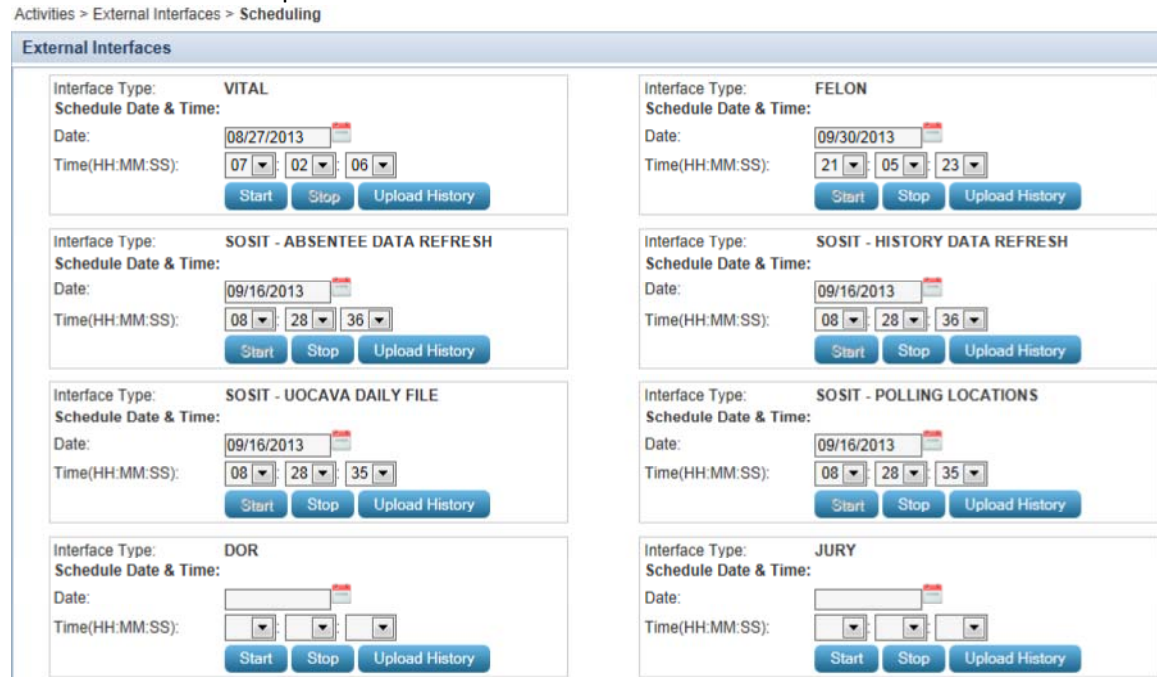 Activities > External Interfaces > Scheduling
External Interfaces
Interface Type: VITAL
Schedule Date & Time:
Date: 08/27/2013
Time(HH:MM:SS): 07 : 02 : 06
Start Stop Upload History
Interface Type: FELON
Schedule Date & Time:
Date: 09/30/2013
Time(HH:MM:SS): 21 : 05 : 23
Start Stop Upload History
Interface Type: SOSIT - ABSENTEE DATA REFRESH
Schedule Date & Time:
Date: 09/16/2013
Time(HH:MM:SS): 08 : 28 : 36
Start Stop Upload History
Interface Type: SOSIT - HISTORY DATA REFRESH
Schedule Date & Time:
Date: 09/16/2013
Time(HH:MM:SS): 08 : 28 : 36
Start Stop Upload History
Interface Type: SOSIT - UOCAVA DAILY FILE
Schedule Date & Time:
Date: 09/16/2013
Time(HH:MM:SS): 08 : 28 : 35
Start Stop Upload History
Interface Type: SOSIT - POLLING LOCATIONS
Schedule Date & Time:
Date: 09/16/2013
Time(HH:MM:SS): 08 : 28 : 35
Start Stop Upload History
Interface Type: DOR
Schedule Date & Time:
Date:
Time(HH:MM:SS): : :
Start Stop Upload History
Interface Type: JURY
Schedule Date & Time:
Date:
Time(HH:MM:SS): : :
Start Stop Upload History